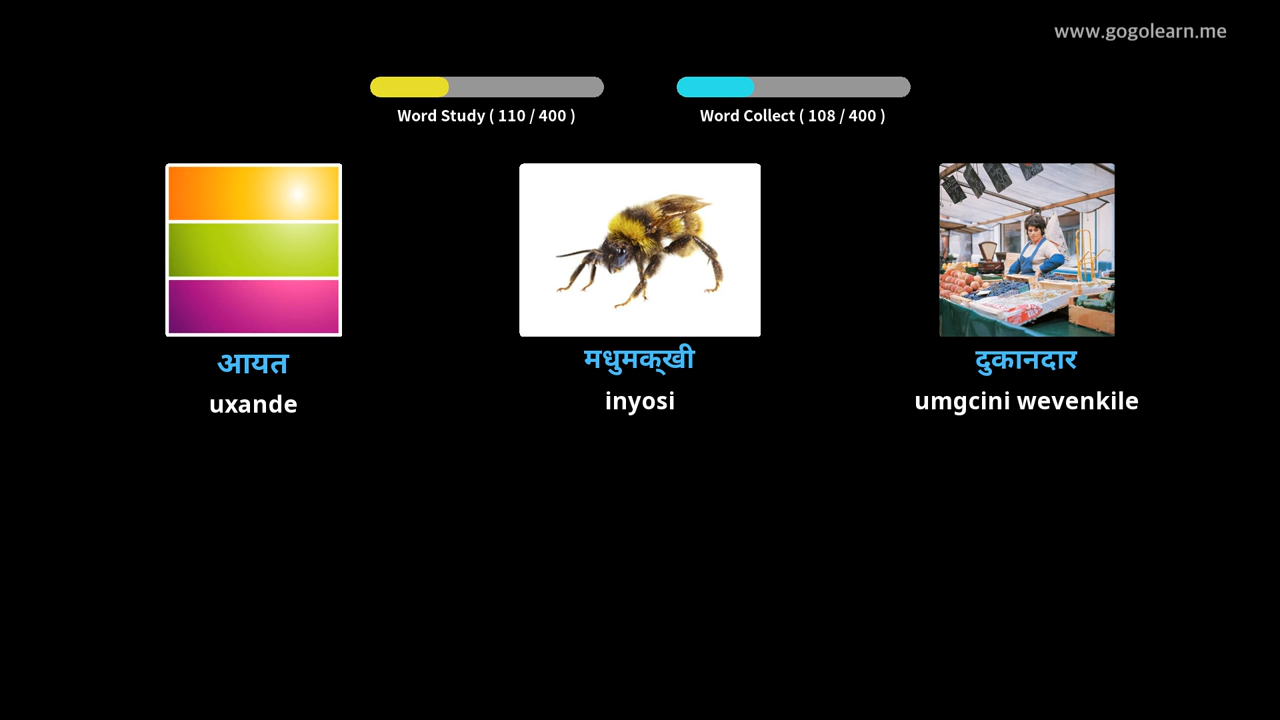 www.gogolearn.me
Word Study ( 110 / 400 )
Word Collect ( 108 / 400 )
आयत
मधुमक्खी
दुकानदार
uxande
inyosi
umgcini wevenkile